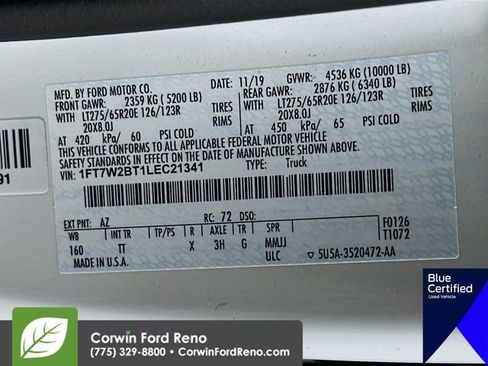 MFD. BY FORD MOTOR CO.
11/19 GVWR- 4536 KG (10000 LB)
FRONT GAWR: 2359 KG (5200 LB)
REAR GAWR: 2876 KG (6340 LB)
WITH LT275/65R20E 126/123R TIRES
WITH LT275/65R20E 126/123R TIRES
20X8.0J RIMS
20X8.0J RIMS
AT 420 kPa/ 60 PSI COLD
AT 450 kPa/ 65 PSI COLD
THIS VEHICLE CONFORMS TO ALL APPLICABLE FEDERAL MOTOR VEHICLE
SAFETY AND THEFT PREVENTION STANDARDS IN EFFECT ON THE DATE OF MANUFACTURE SHOWN ABOVE.
VIN: 1FT7W2BT1LEC21341
TYPE: Truck
91
EXT PNT: AZ RC: 72 DSO:
F0126
WB INT TR TP/PS R AXLE TR SPR
T1072
160 TT X 3H G MMJJ
MADE IN U.S.A. ULC 5U5A-3520472-AA
Blue
Certified
Used Vehicle
Corwin Ford Reno
(775) 329-8800 • CorwinFordReno.com